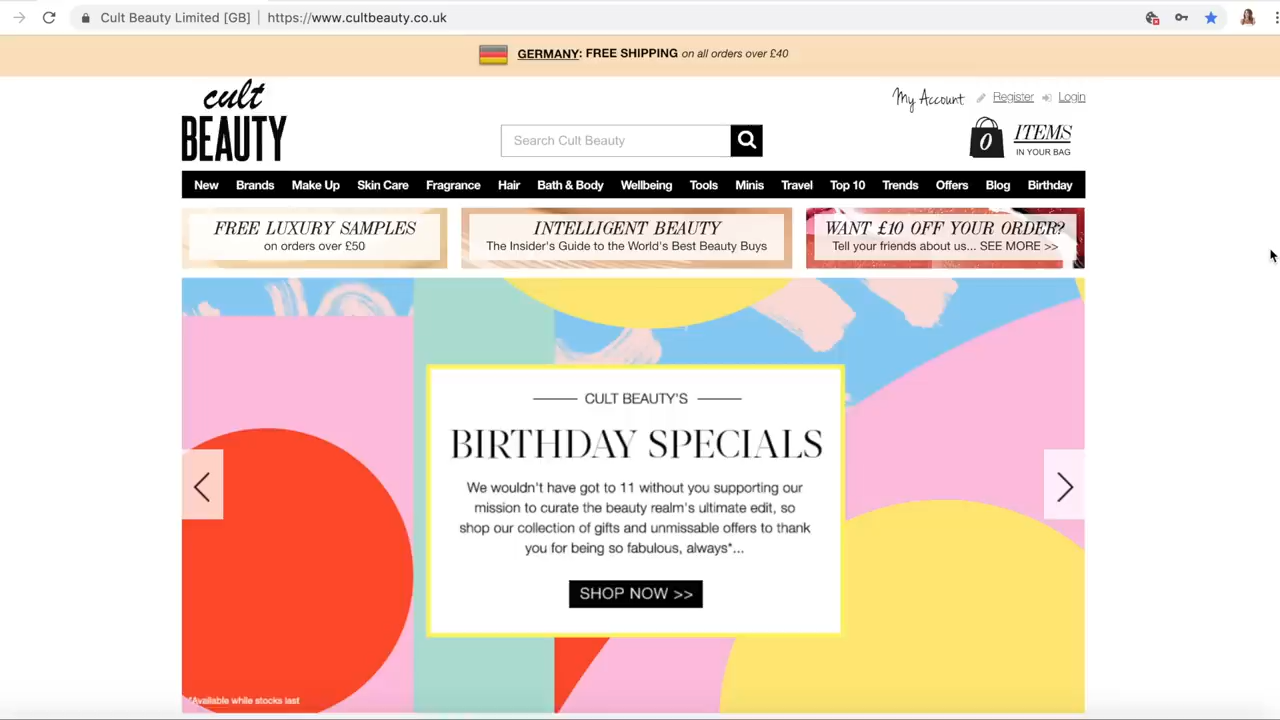 Cult Beauty Limited [GB] | https://www.cultbeauty.co.uk
GERMANY: FREE SHIPPING on all orders over £40
cult
BEAUTY
My Account Register Login
Search Cult Beauty
0 ITEMS
IN YOUR BAG
New Brands Make Up Skin Care Fragrance Hair Bath & Body Wellbeing Tools Minis Travel Top 10 Trends Offers Blog Birthday
FREE LUXURY SAMPLES
on orders over £50
INTELLIGENT BEAUTY
The Insider's Guide to the World's Best Beauty Buys
WANT £10 OFF YOUR ORDER?
Tell your friends about us... SEE MORE >>
CULT BEAUTY'S
BIRTHDAY SPECIALS
We wouldn't have got to 11 without you supporting our
mission to curate the beauty realm's ultimate edit, so
shop our collection of gifts and unmissable offers to thank
you for being so fabulous, always*...
SHOP NOW >>
*Available while stocks last